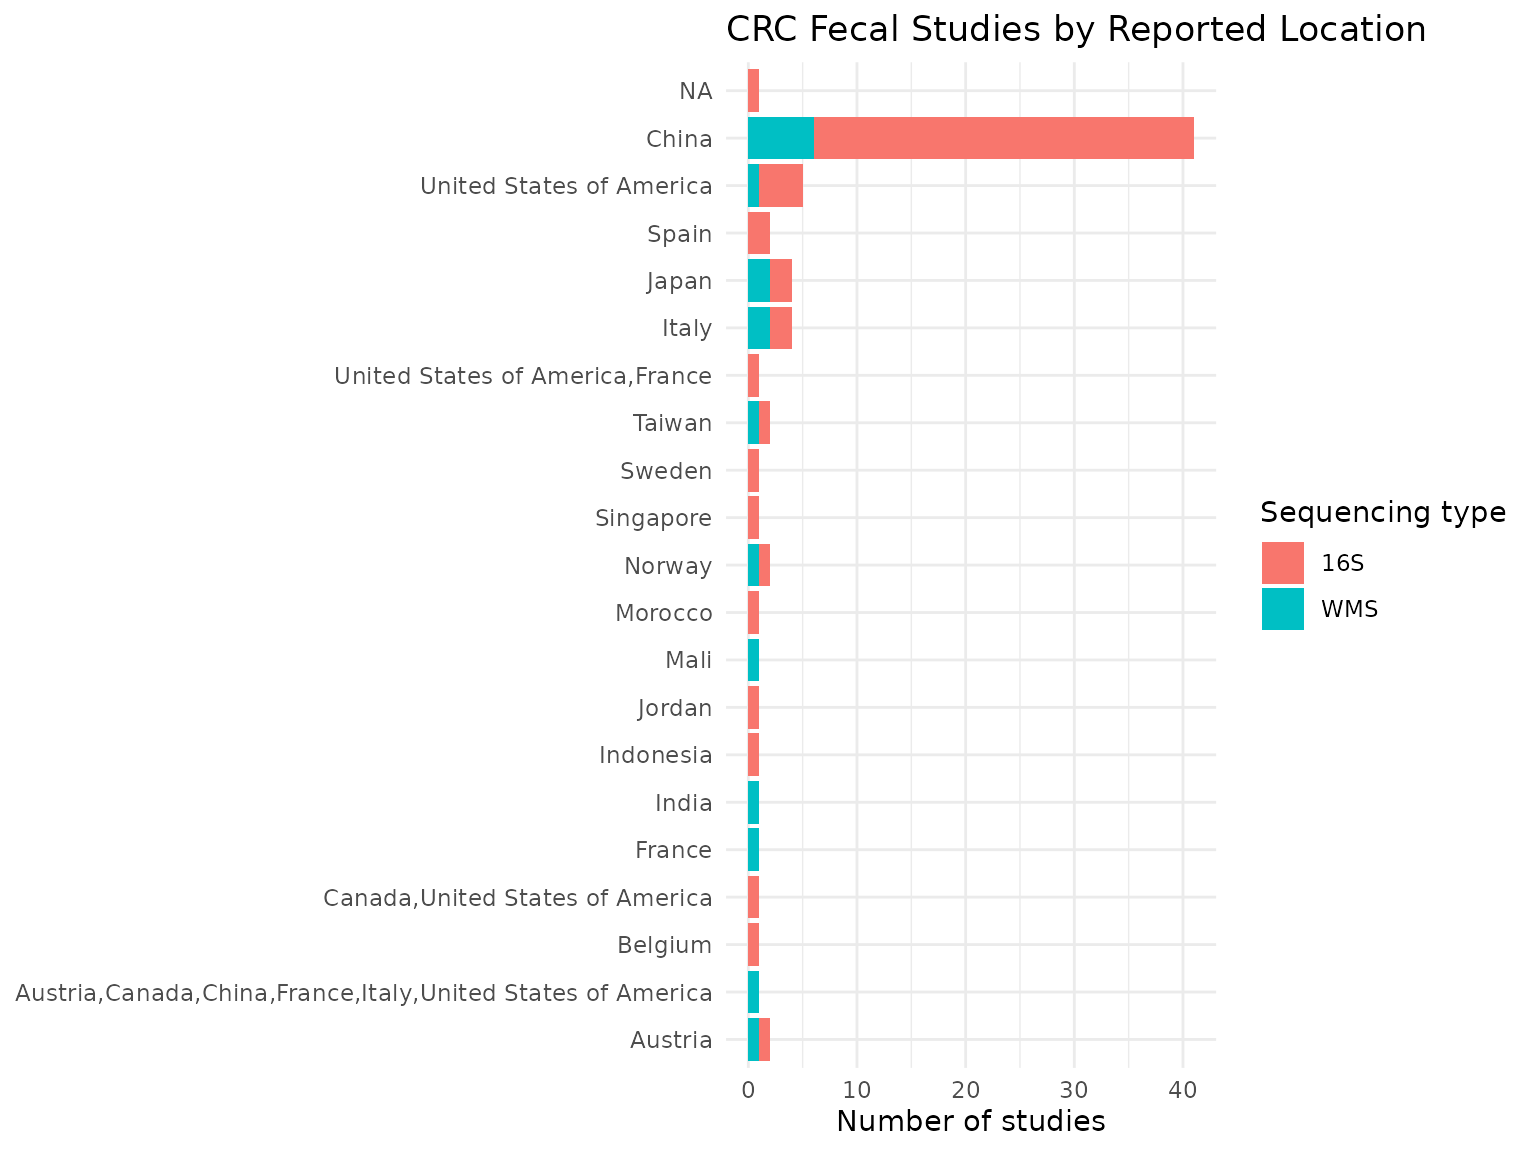 CRC Fecal Studies by Reported Location
NA
China
United States of America
Spain
Japan
Italy
United States of America,France
Taiwan
Sweden
Singapore
Norway
Morocco
Mali
Jordan
Indonesia
India
France
Canada,United States of America
Belgium
Austria,Canada,China,France,Italy,United States of America
Austria
0 10 20 30 40
Number of studies
Sequencing type
16S
WMS